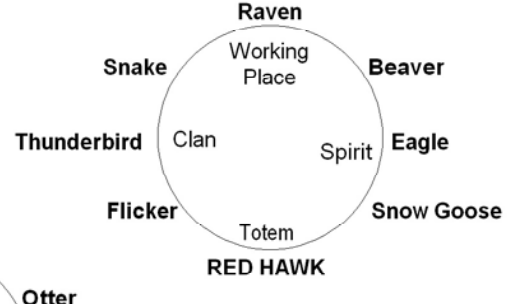 Raven
Working
Place
Snake
Beaver
Thunderbird
Clan
Spirit
Eagle
Flicker
Snow Goose
Totem
RED HAWK
Otter